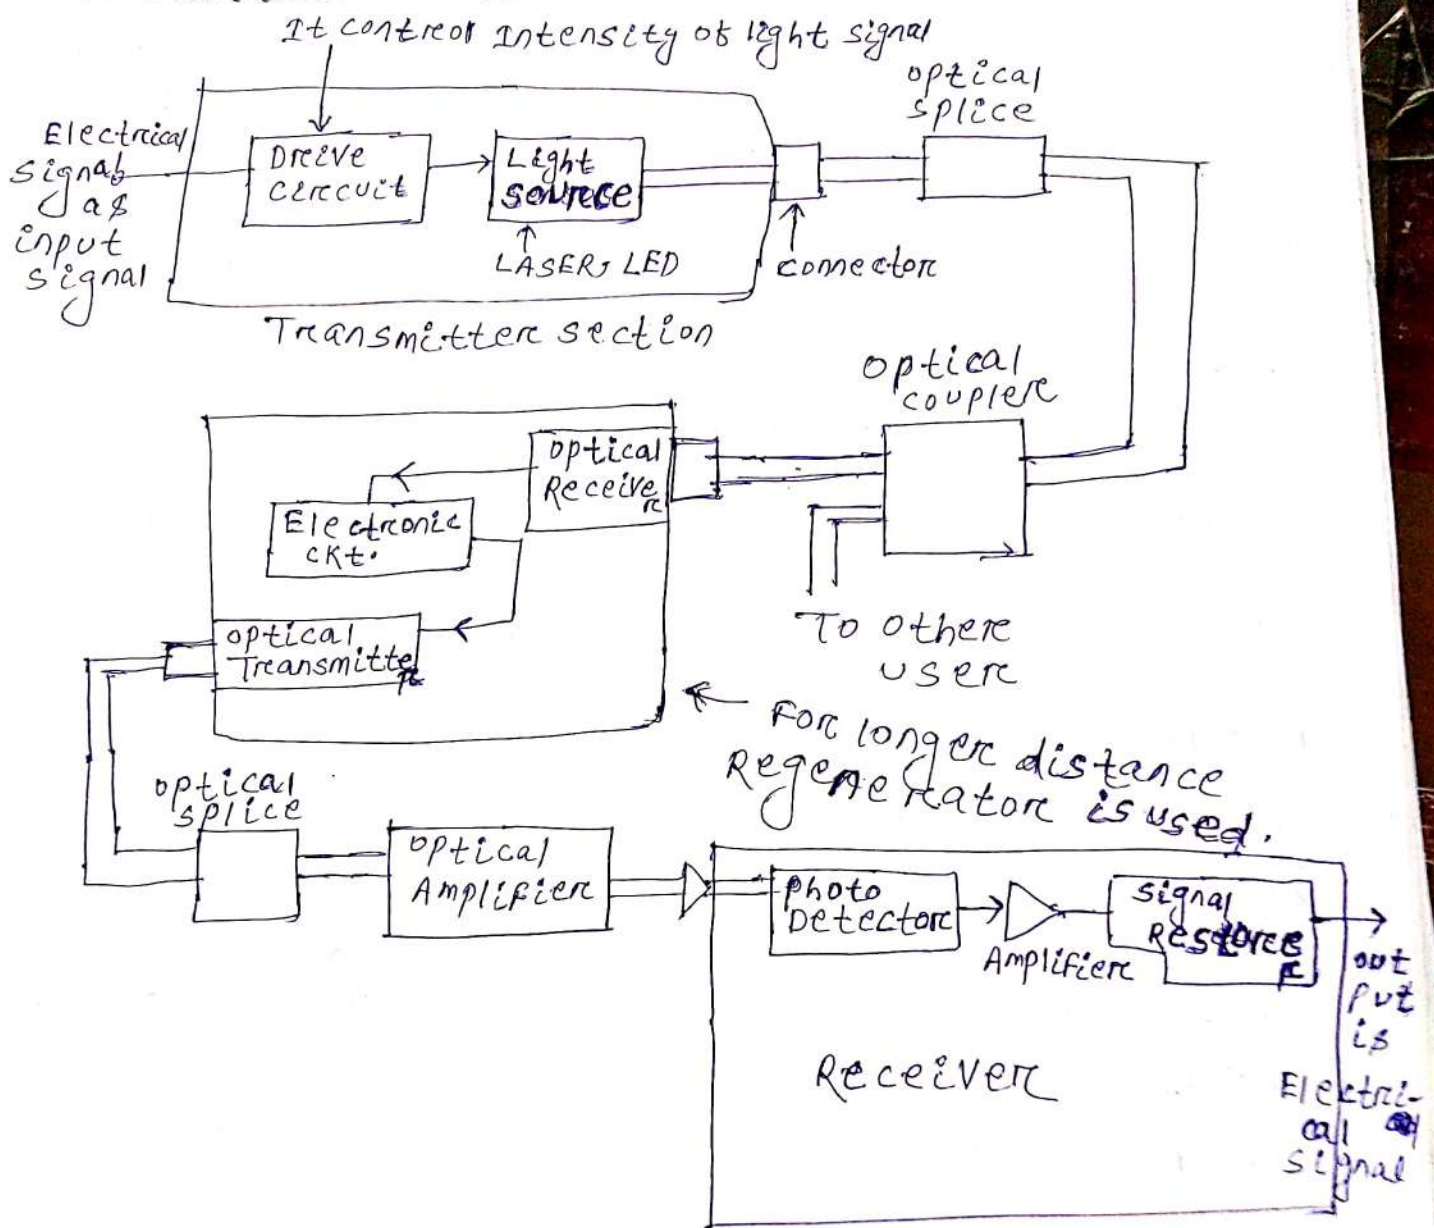 It control Intensity of light signal
Electrical
signal
as
input
signal
Drive
circuit
Light
source
LASER, LED
Transmitter section
connector
optical
splice
optical
coupler
To other
user
optical
Receiver
Electronic
ckt.
optical
Transmitter
For longer distance
Regenerator is used.
optical
splice
optical
Amplifier
photo
Detector
Amplifier
signal
Restorer
Receiver
out
put
is
Electri-
cal
signal